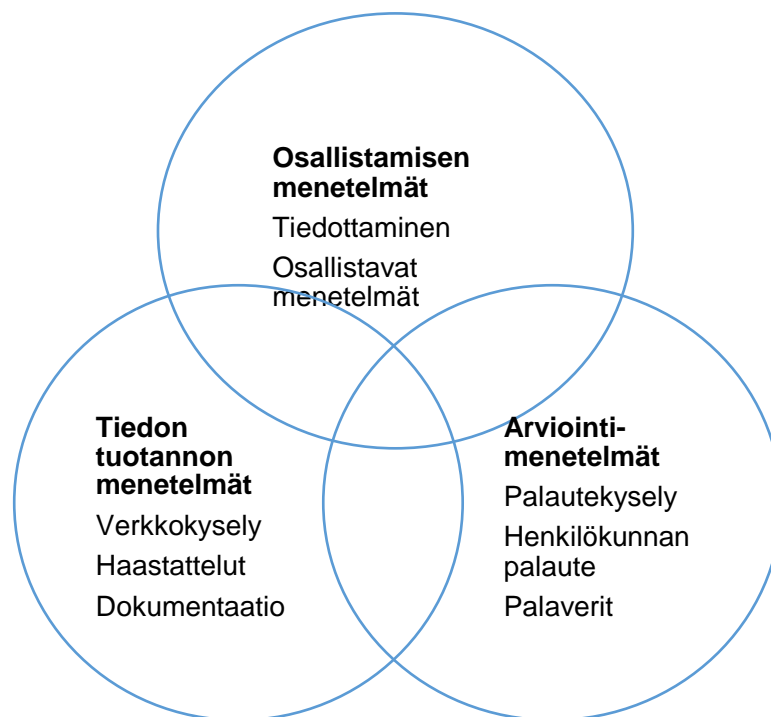 Osallistamisen
menetelmät
Tiedottaminen
Osallistavat
menetelmät
Tiedon
tuotannon
menetelmät
Verkkokysely
Haastattelut
Dokumentaatio
Arviointi-
menetelmät
Palautekysely
Henkilökunnan
palaute
Palaverit